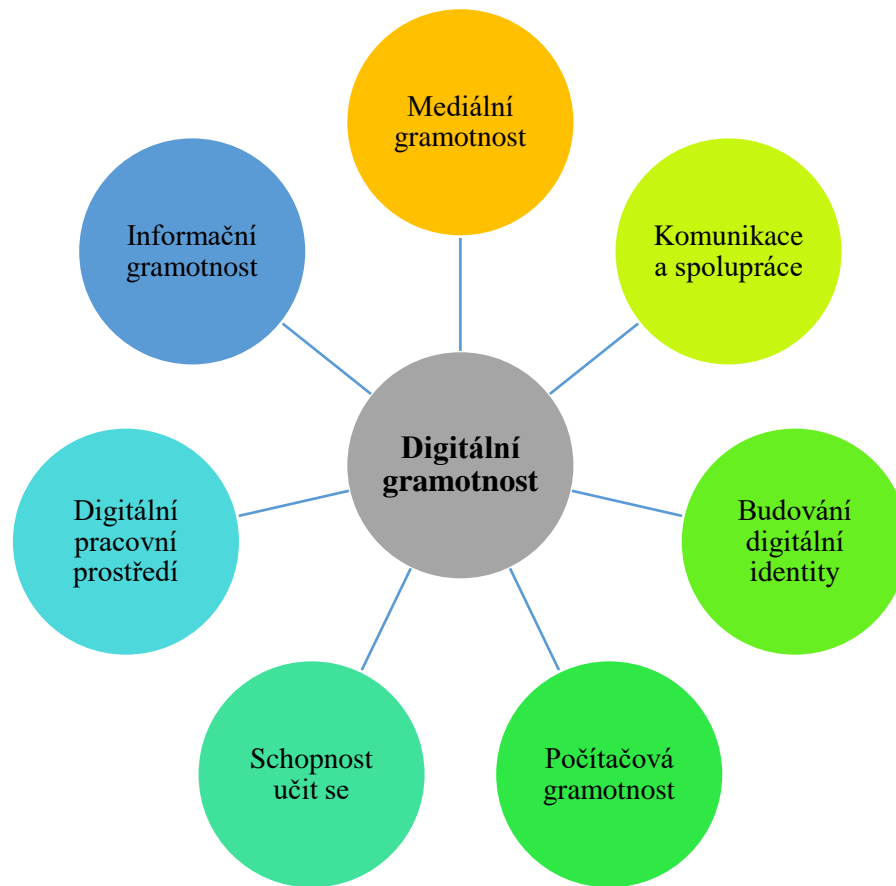 Mediální
gramotnost
Komunikace
a spolupráce
Budování
digitální
identity
Počítačová
gramotnost
Schopnost
učit se
Digitální
pracovní
prostředí
Informační
gramotnost
Digitální
gramotnost